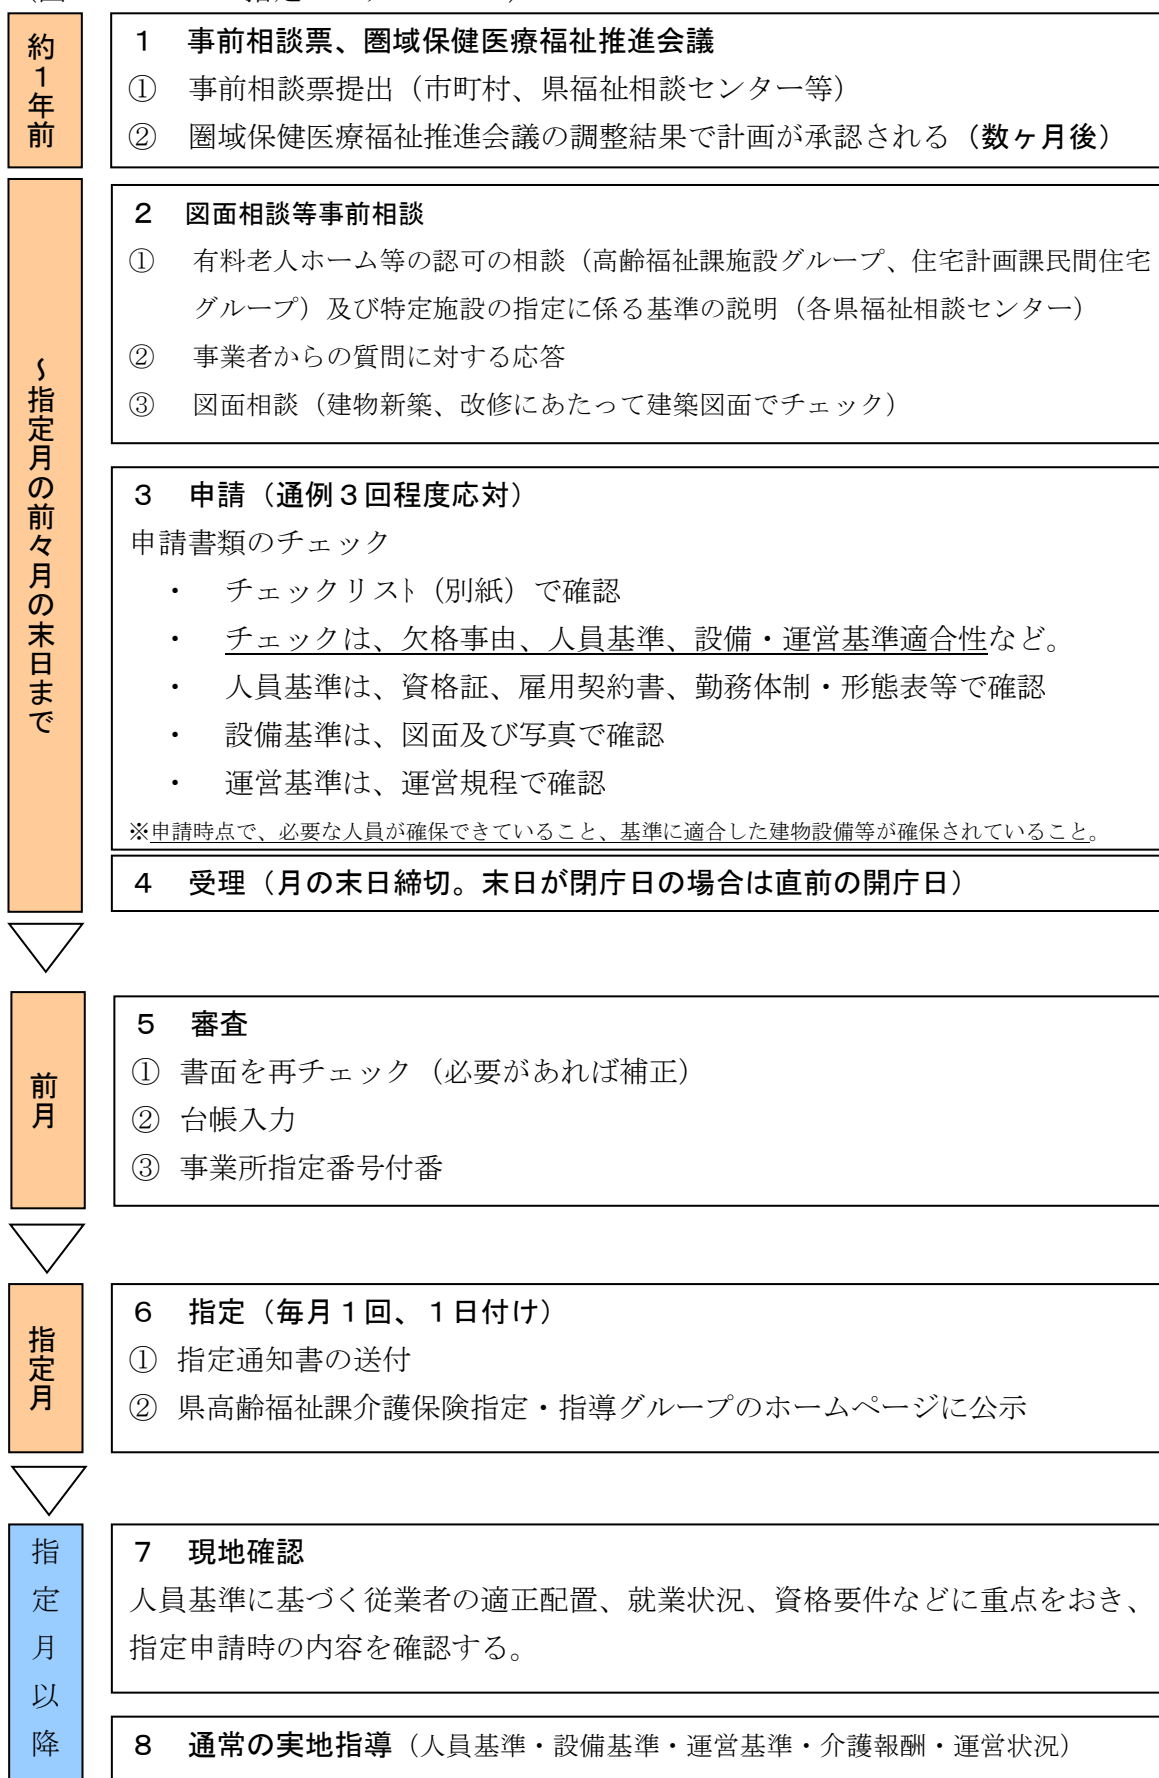 指定
約1年前
１　事前相談票、圏域保健医療福祉推進会議
①　事前相談票提出（市町村、県福祉相談センター等）
②　圏域保健医療福祉推進会議の調整結果で計画が承認される（数ヶ月後）
～指定月の前々月の末日まで
２　図面相談等事前相談
①　有料老人ホーム等の認可の相談（高齢福祉課施設グループ、住宅計画課民間住宅
グループ）及び特定施設の指定に係る基準の説明（各県福祉相談センター）
②　事業者からの質問に対する応答
③　図面相談（建物新築、改修にあたって建築図面でチェック）
３　申請（通例３回程度応対）
申請書類のチェック
・　チェックリスト（別紙）で確認
・　チェックは、欠格事由、人員基準、設備・運営基準適合性など。
・　人員基準は、資格証、雇用契約書、勤務体制・形態表等で確認
・　設備基準は、図面及び写真で確認
・　運営基準は、運営規程で確認
※申請時点で、必要な人員が確保できていること、基準に適合した建物設備等が確保されていること。
４　受理（月の末日締切。末日が閉庁日の場合は直前の開庁日）
前月
５　審査
① 書面を再チェック（必要があれば補正）
② 台帳入力
③ 事業所指定番号付番
指定月
６　指定（毎月１回、１日付け）
① 指定通知書の送付
② 県高齢福祉課介護保険指定・指導グループのホームページに公示
指定月以降
７　現地確認
人員基準に基づく従業者の適正配置、就業状況、資格要件などに重点をおき、
指定申請時の内容を確認する。
８　通常の実地指導（人員基準・設備基準・運営基準・介護報酬・運営状況）